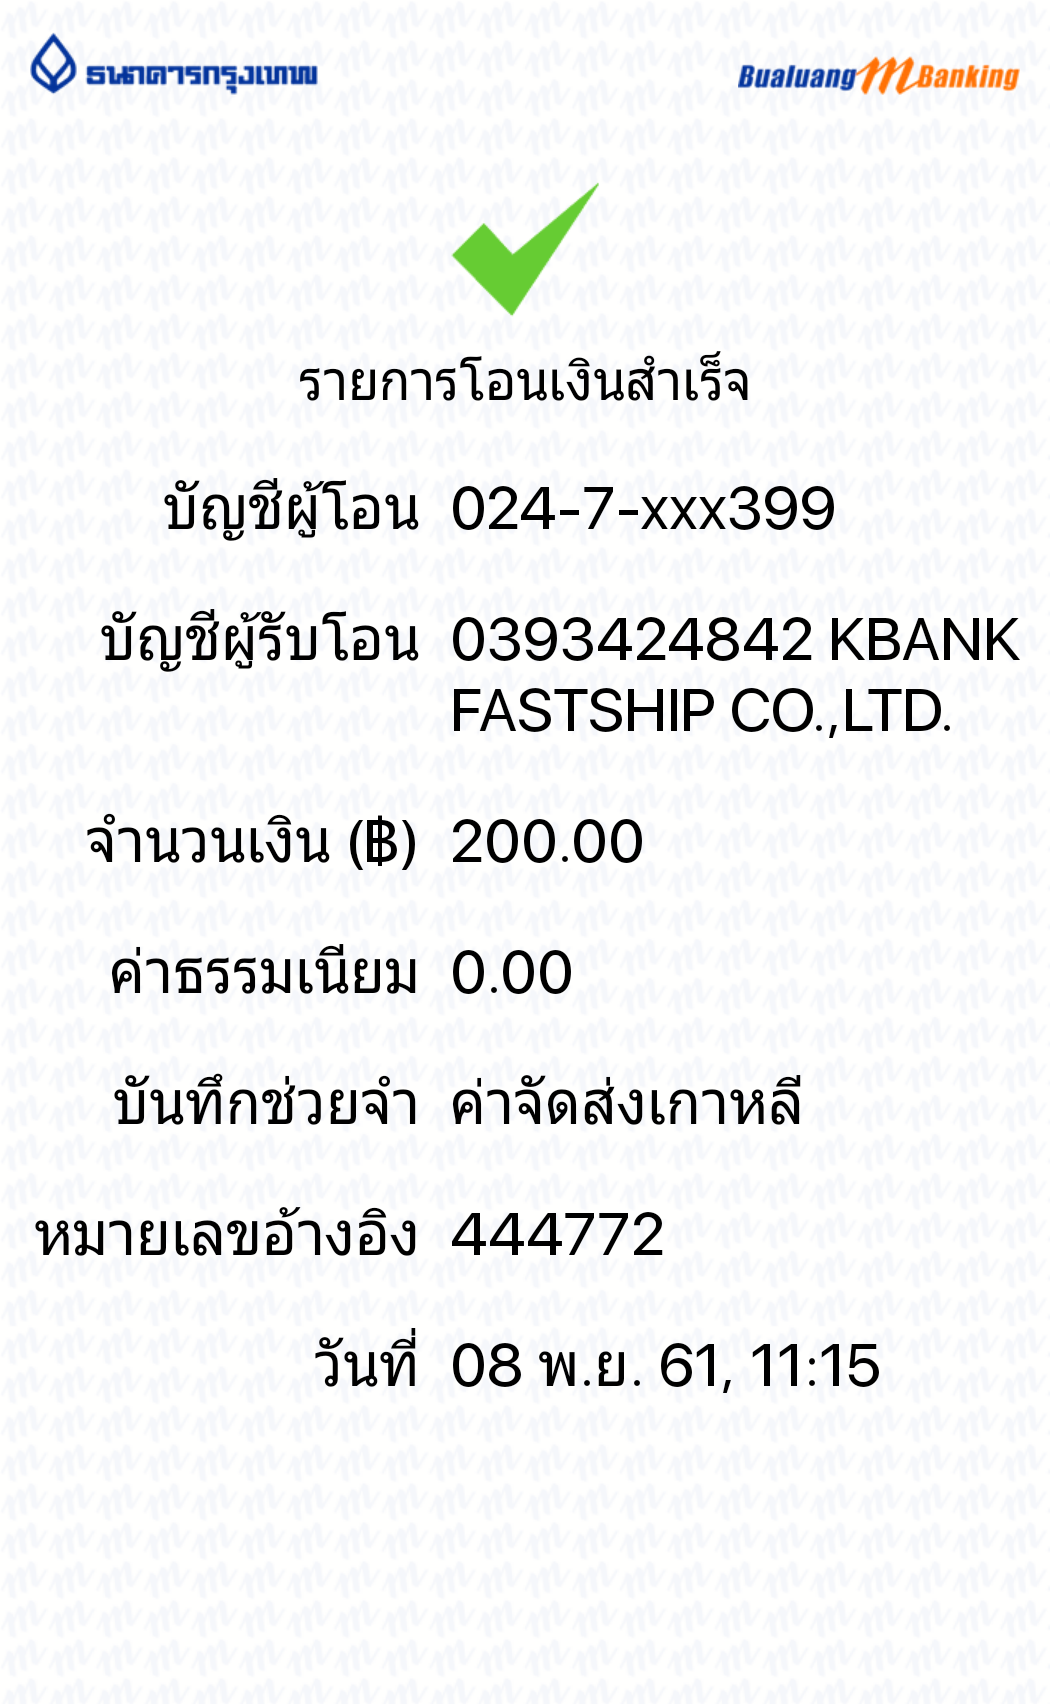 ธนาคารกรุงเทพ
Bualuang mBanking
รายการโอนเงินสำเร็จ
บัญชีผู้โอน 024-7-xxx399
บัญชีผู้รับโอน 0393424842 KBANK
FASTSHIP CO.,LTD.
จำนวนเงิน (฿) 200.00
ค่าธรรมเนียม 0.00
บันทึกช่วยจำ ค่าจัดส่งเกาหลี
หมายเลขอ้างอิง 444772
วันที่ 08 พ.ย. 61, 11:15